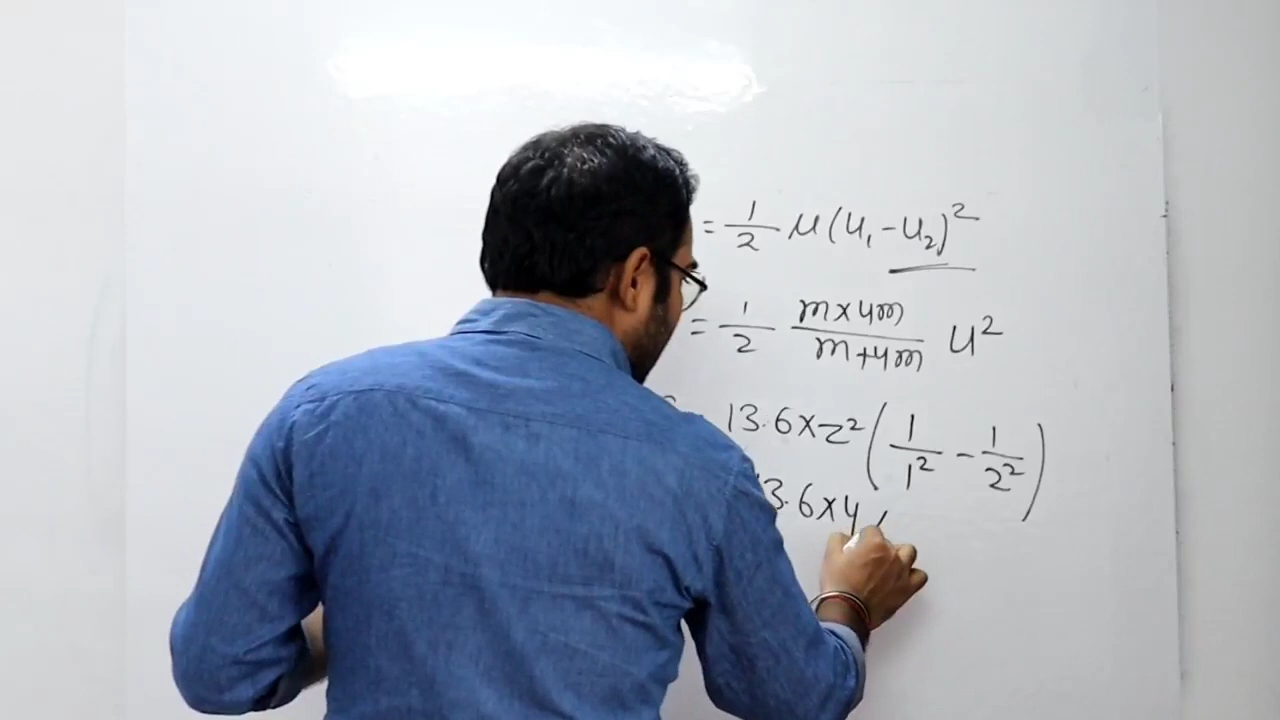 = 1/2 μ(u₁ - u₂)²
= 1/2 (m×4m)/(m+4m) u²
13.6×z² (1/1² - 1/2²)
3.6×4